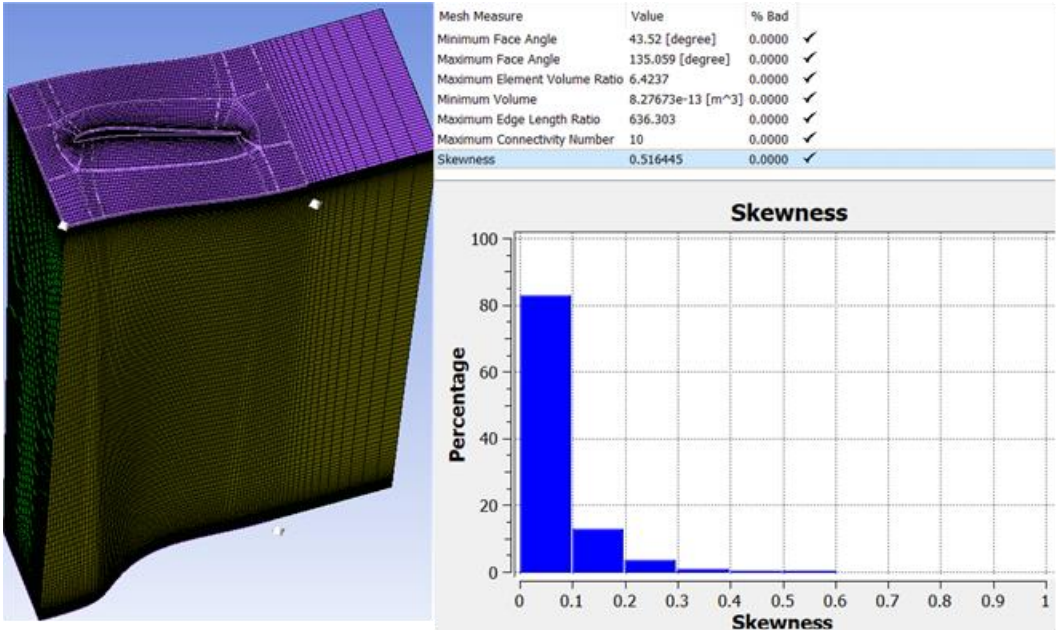 Mesh Measure Value % Bad
Minimum Face Angle 43.52 [degree] 0.0000
Maximum Face Angle 135.059 [degree] 0.0000
Maximum Element Volume Ratio 6.4237 0.0000
Minimum Volume 8.27673e-13 [m^3] 0.0000
Maximum Edge Length Ratio 636.303 0.0000
Maximum Connectivity Number 10 0.0000
Skewness 0.516445 0.0000
Skewness
100
80
60
40
20
0
Percentage
0 0.1 0.2 0.3 0.4 0.5 0.6 0.7 0.8 0.9 1
Skewness